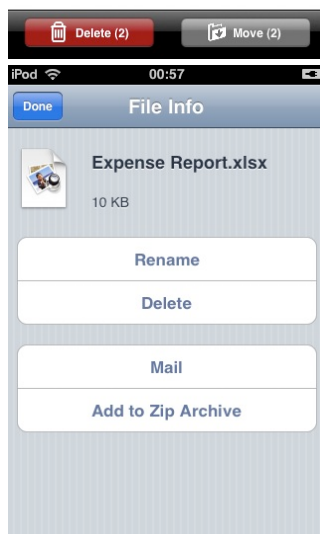 Delete (2) Move (2)
iPod 00:57
Done File Info
Expense Report.xlsx
10 KB
Rename
Delete
Mail
Add to Zip Archive